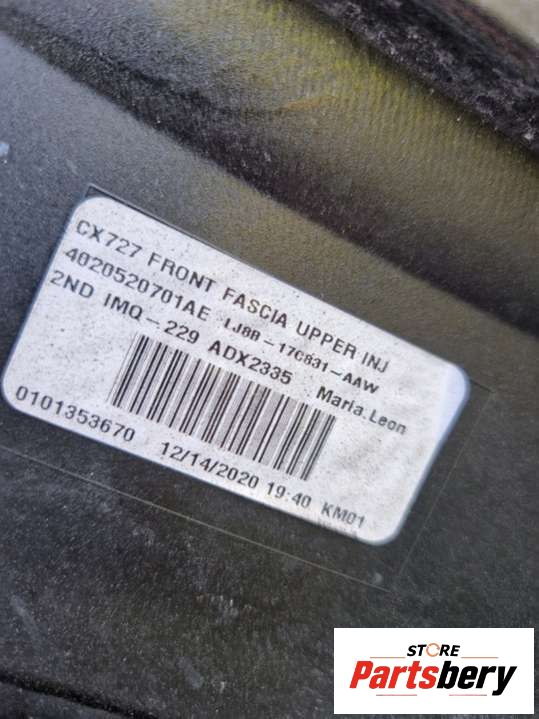 CX727 FRONT FASCIA UPPER INJ
4020520701AE LJ8B-17C831-AAW
2ND IMQ-229 ADX2335 Maria.Leon
0101353670 12/14/2020 19:40 KM01
STORE
Partsbery